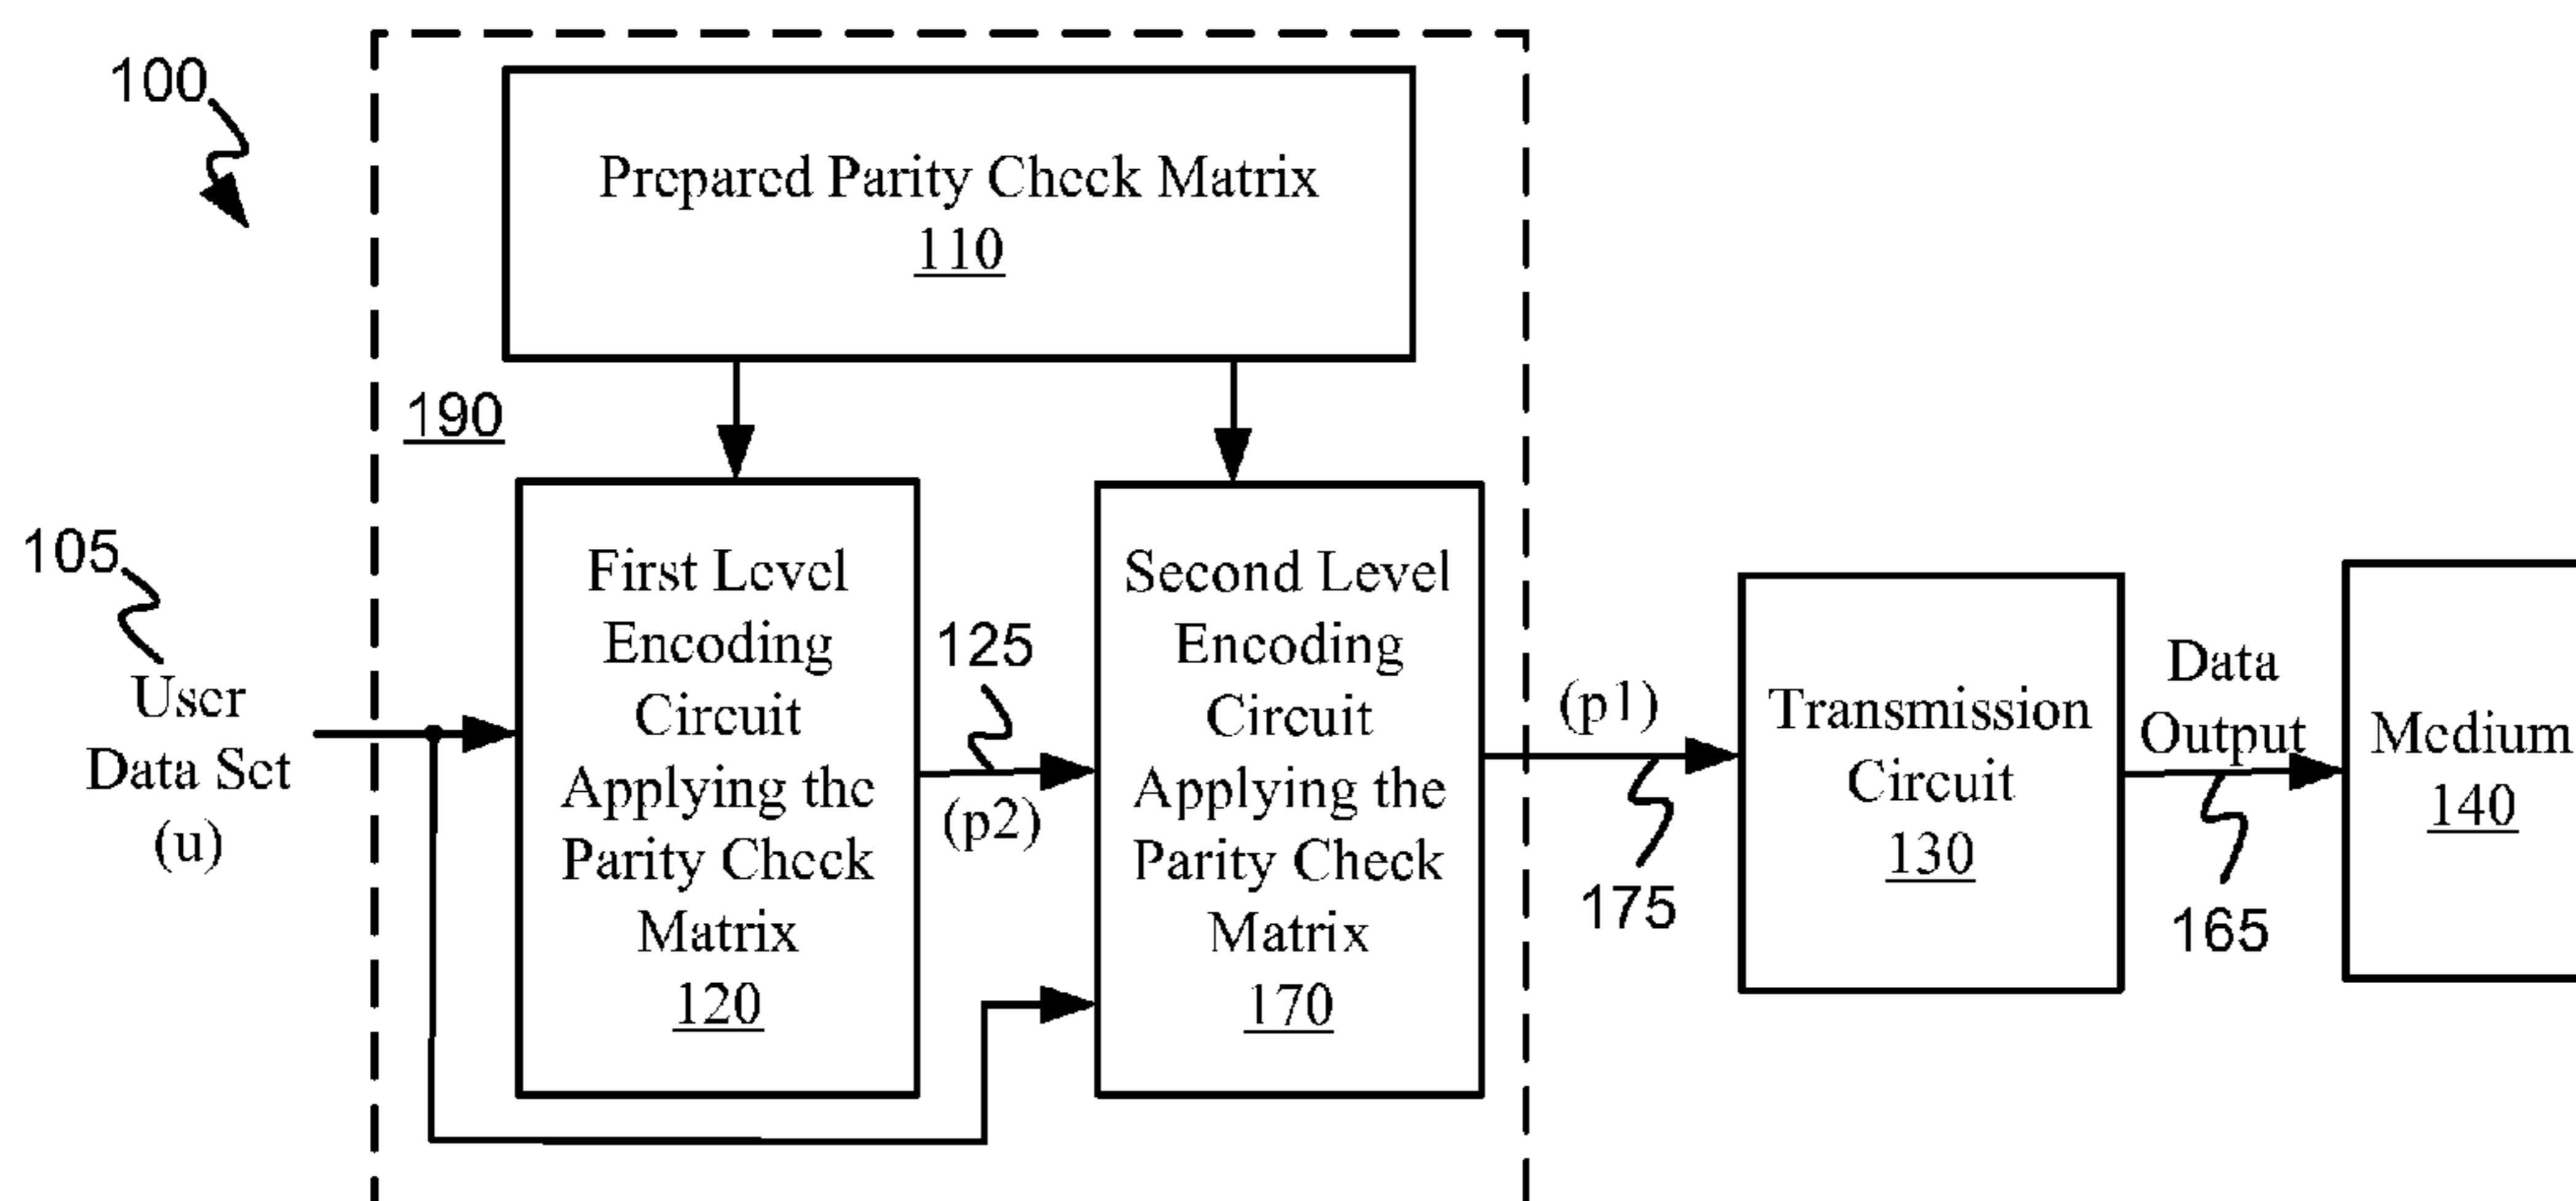 100
Prepared Parity Check Matrix
110
190
105
User
Data Set
(u)
First Level
Encoding
Circuit
Applying the
Parity Check
Matrix
120
125
(p2)
Second Level
Encoding
Circuit
Applying the
Parity Check
Matrix
170
(p1)
175
Transmission
Circuit
130
Data
Output
165
Medium
140